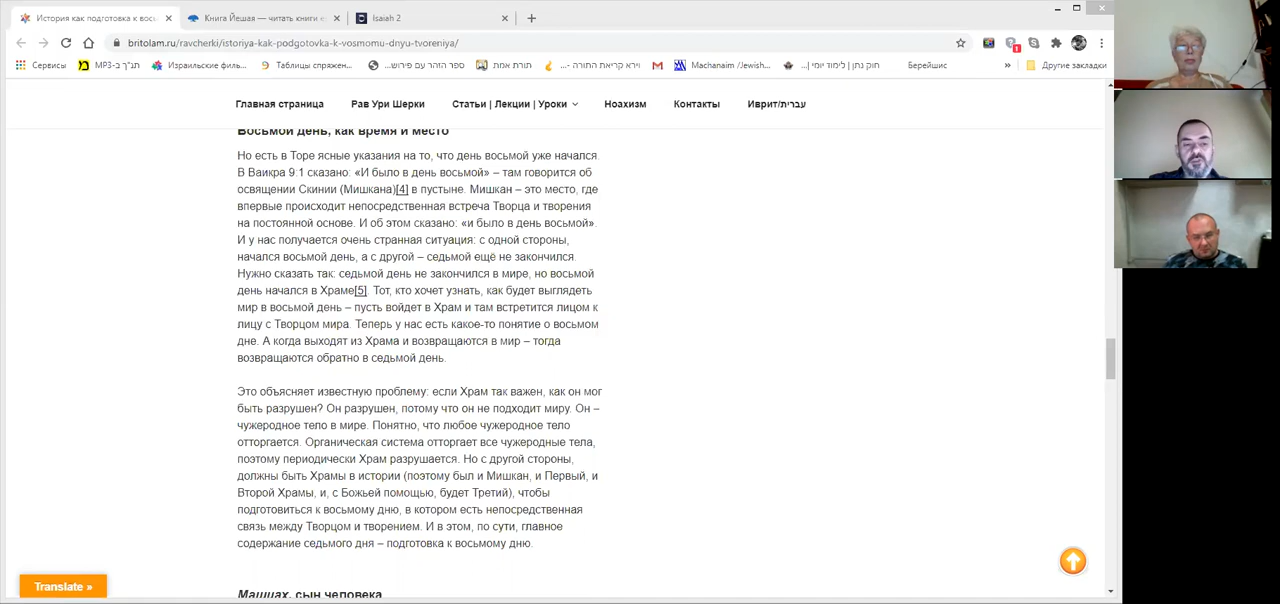 История как подготовка к вось
Книга Йешая — читать книги е
Isaiah 2
britolam.ru/ravcherki/istoriya-kak-podgotovka-k-vosmomu-dnyu-tvoreniya/
Сервисы
תנ"ך ב-MP3
Израильские филь...
Таблицы спряжен...
ספר הזהר עם פירוש...
תורת אמת
וירא קריאת התורה -...
Machanaim /Jewish...
חוק נתן | לימוד יומי |...
Берейшис
»
Другие закладки
Главная страница
Рав Ури Шерки
Статьи | Лекции | Уроки
Ноахизм
Контакты
Иврит/עברית
Восьмой день, как время и место
Но есть в Торе ясные указания на то, что день восьмой уже начался.
В Ваикра 9:1 сказано: «И было в день восьмой» – там говорится об
освящении Скинии (Мишкана)[4] в пустыне. Мишкан – это место, где
впервые происходит непосредственная встреча Творца и творения
на постоянной основе. И об этом сказано: «и было в день восьмой».
И у нас получается очень странная ситуация: с одной стороны,
начался восьмой день, а с другой – седьмой ещё не закончился.
Нужно сказать так: седьмой день не закончился в мире, но восьмой
день начался в Храме[5]. Тот, кто хочет узнать, как будет выглядеть
мир в восьмой день – пусть войдет в Храм и там встретится лицом к
лицу с Творцом мира. Теперь у нас есть какое-то понятие о восьмом
дне. А когда выходят из Храма и возвращаются в мир – тогда
возвращаются обратно в седьмой день.
Это объясняет известную проблему: если Храм так важен, как он мог
быть разрушен? Он разрушен, потому что он не подходит миру. Он –
чужеродное тело в мире. Понятно, что любое чужеродное тело
отторгается. Органическая система отторгает все чужеродные тела,
поэтому периодически Храм разрушается. Но с другой стороны,
должны быть Храмы в истории (поэтому был и Мишкан, и Первый, и
Второй Храмы, и, с Божьей помощью, будет Третий), чтобы
подготовиться к восьмому дню, в котором есть непосредственная
связь между Творцом и творением. И в этом, по сути, главное
содержание седьмого дня – подготовка к восьмому дню.
Машиах, сын человека
Translate »